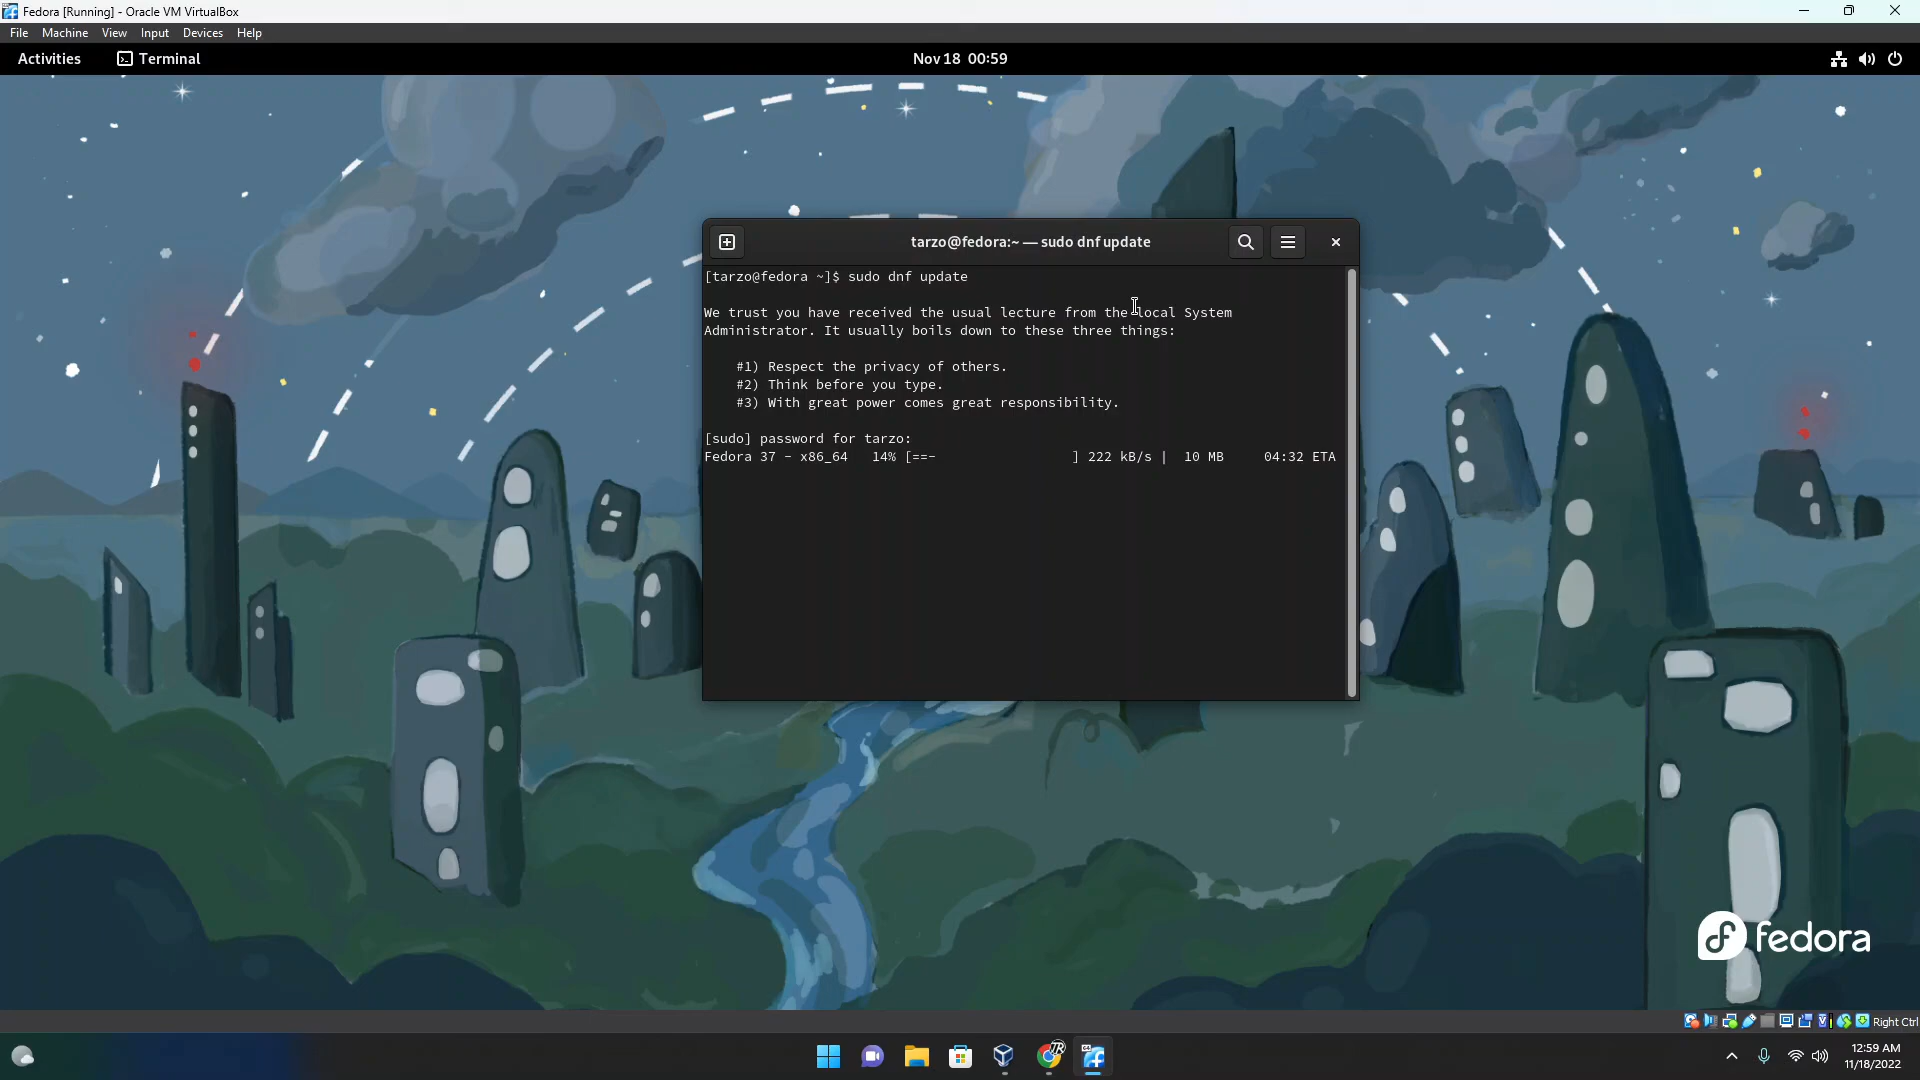 Fedora [Running] - Oracle VM VirtualBox
File Machine View Input Devices Help
Activities Terminal Nov 18 00:59
tarzo@fedora:~ — sudo dnf update
[tarzo@fedora ~]$ sudo dnf update
We trust you have received the usual lecture from the local System
Administrator. It usually boils down to these three things:
#1) Respect the privacy of others.
#2) Think before you type.
#3) With great power comes great responsibility.
[sudo] password for tarzo:
Fedora 37 - x86_64 14% [==- ] 222 kB/s | 10 MB 04:32 ETA
fedora
Right Ctrl
12:59 AM
11/18/2022